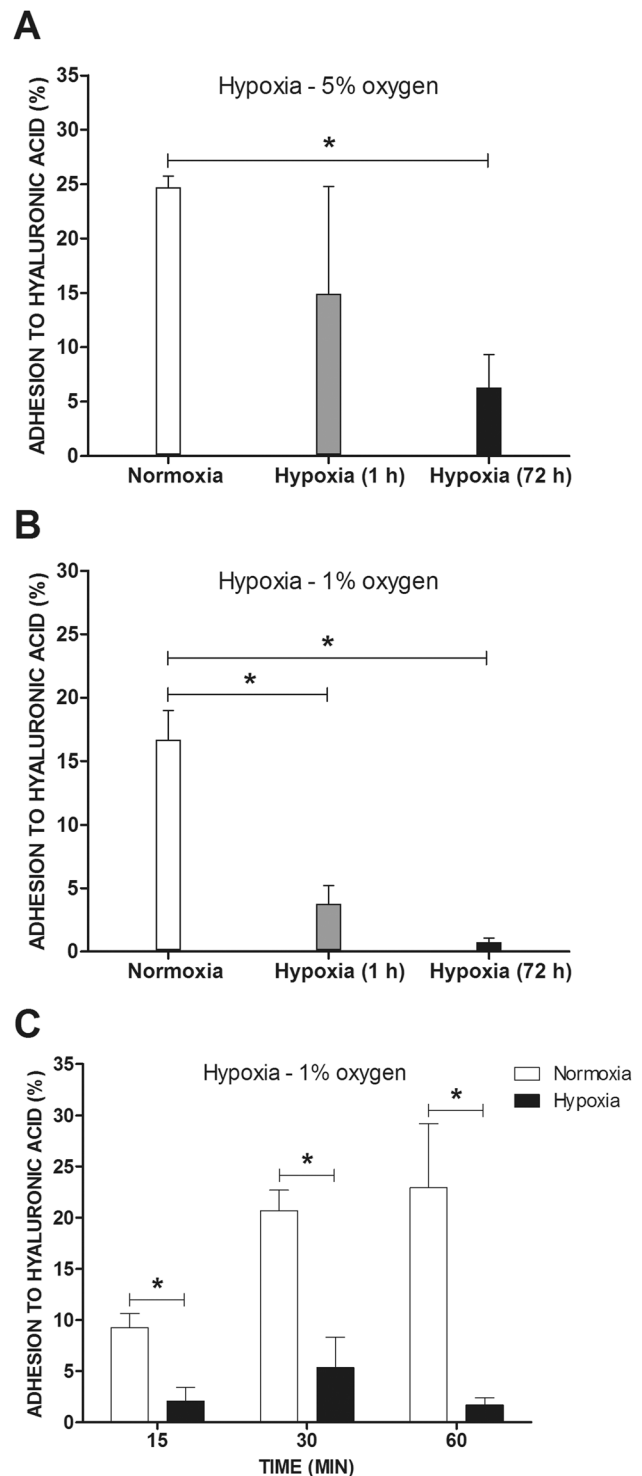 A
Hypoxia - 5% oxygen
ADHESION TO HYALURONIC ACID (%)
35
30
25
20
15
10
5
0
*
Normoxia
Hypoxia (1 h)
Hypoxia (72 h)
B
Hypoxia - 1% oxygen
ADHESION TO HYALURONIC ACID (%)
30
25
20
15
10
5
0
*
*
Normoxia
Hypoxia (1 h)
Hypoxia (72 h)
C
Hypoxia - 1% oxygen
Normoxia
Hypoxia
ADHESION TO HYALURONIC ACID (%)
35
30
25
20
15
10
5
0
*
*
*
15
30
60
TIME (MIN)